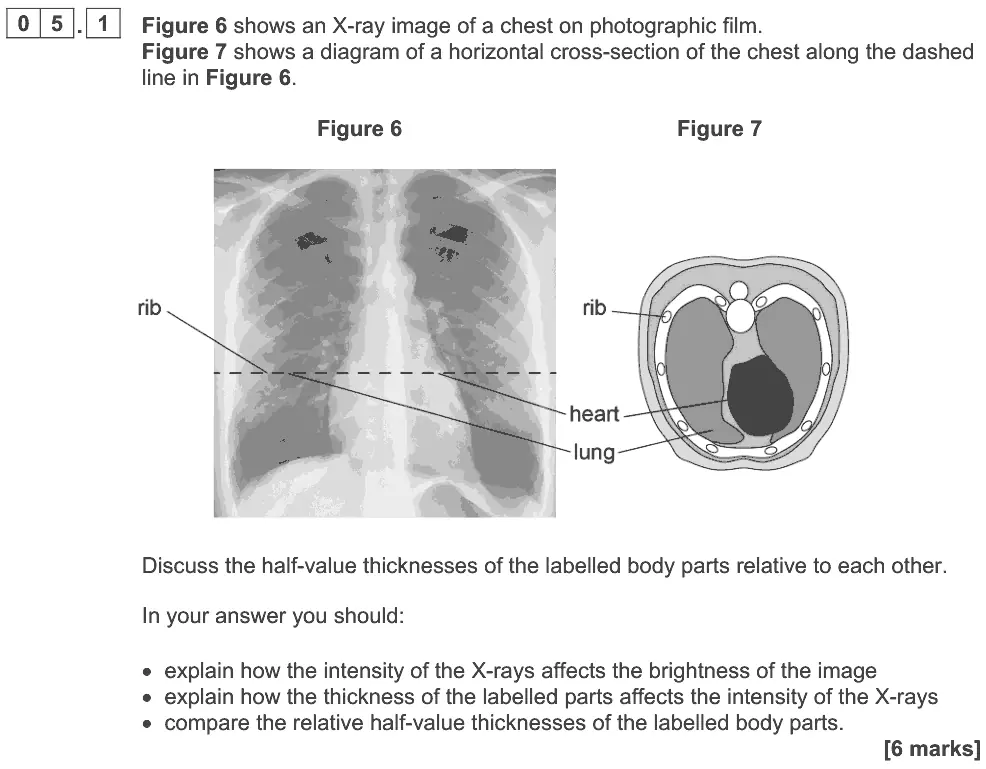 0 5 . 1 Figure 6 shows an X-ray image of a chest on photographic film.
Figure 7 shows a diagram of a horizontal cross-section of the chest along the dashed
line in Figure 6.
Figure 6 Figure 7
rib rib
heart
lung
Discuss the half-value thicknesses of the labelled body parts relative to each other.
In your answer you should:
• explain how the intensity of the X-rays affects the brightness of the image
• explain how the thickness of the labelled parts affects the intensity of the X-rays
• compare the relative half-value thicknesses of the labelled body parts.
[6 marks]